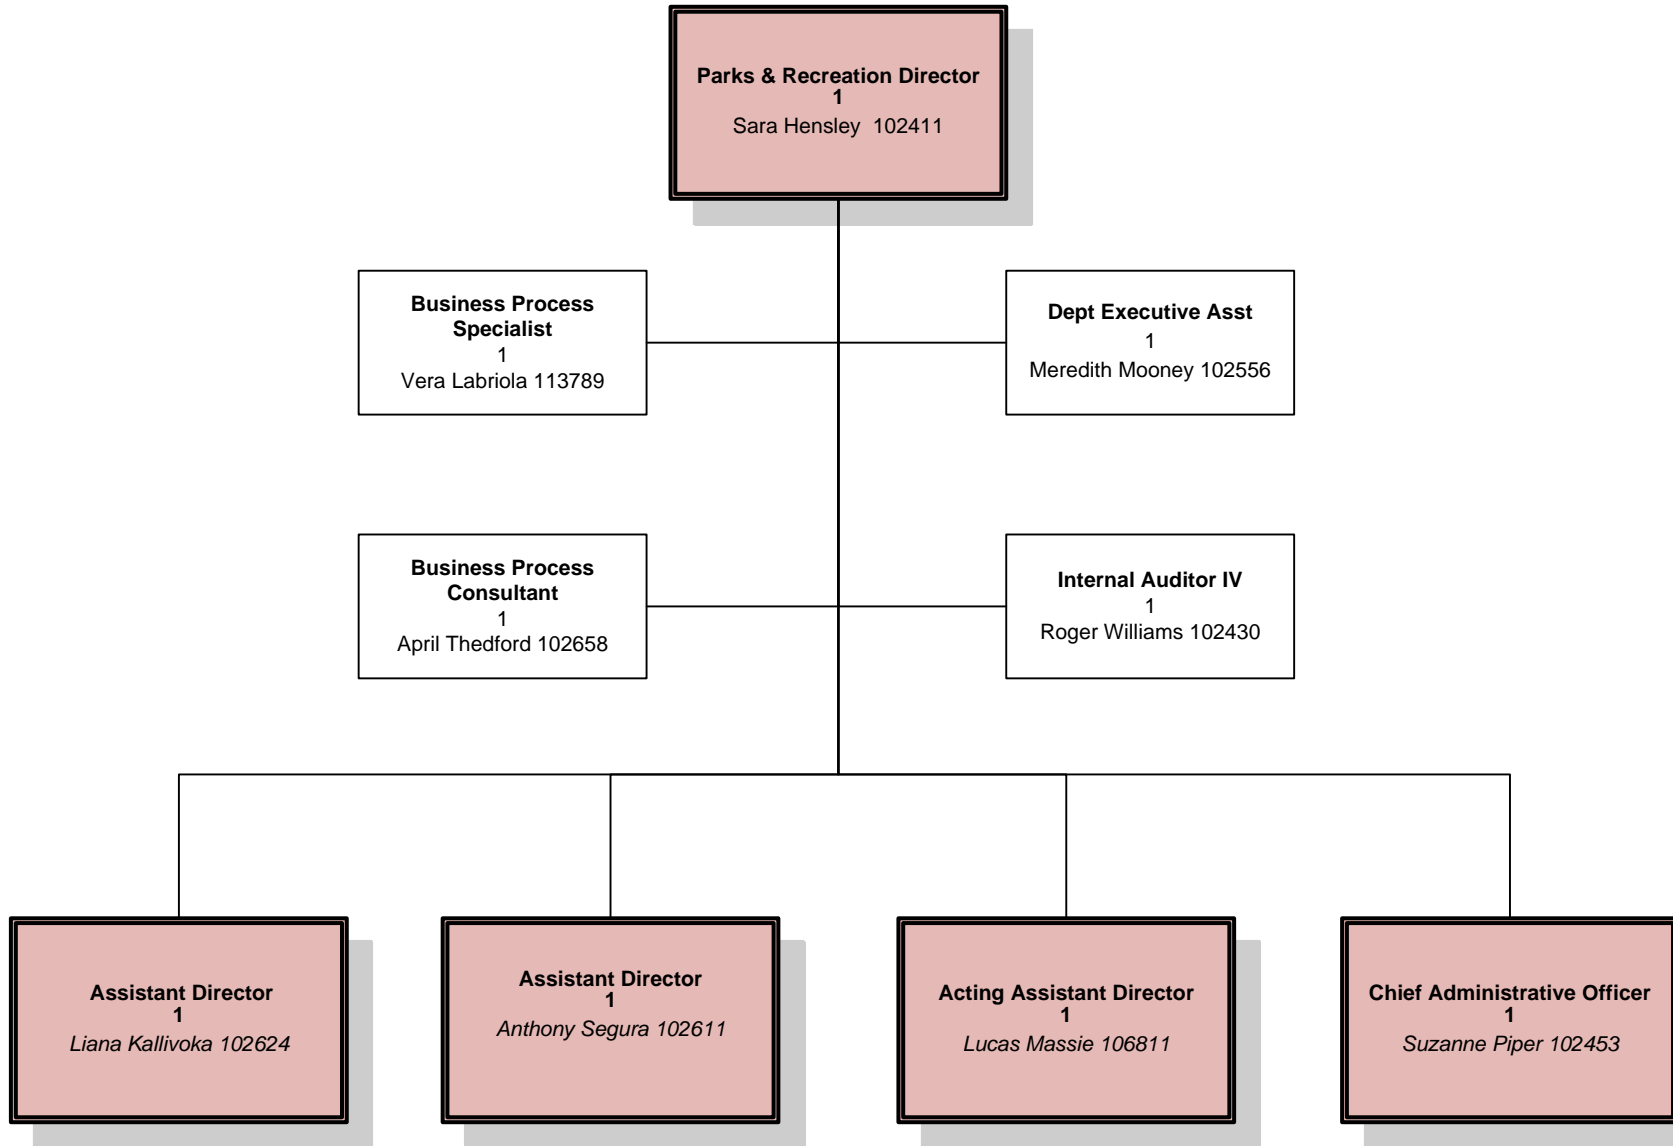 Parks & Recreation Director
1
Sara Hensley  102411
Business Process
Specialist
1
Vera Labriola 113789
Dept Executive Asst
1
Meredith Mooney 102556
Business Process
Consultant
1
April Thedford 102658
Internal Auditor IV
1
Roger Williams 102430
Assistant Director
1
Liana Kallivoka 102624
Assistant Director
1
Anthony Segura 102611
Acting Assistant Director
1
Lucas Massie 106811
Chief Administrative Officer
1
Suzanne Piper 102453